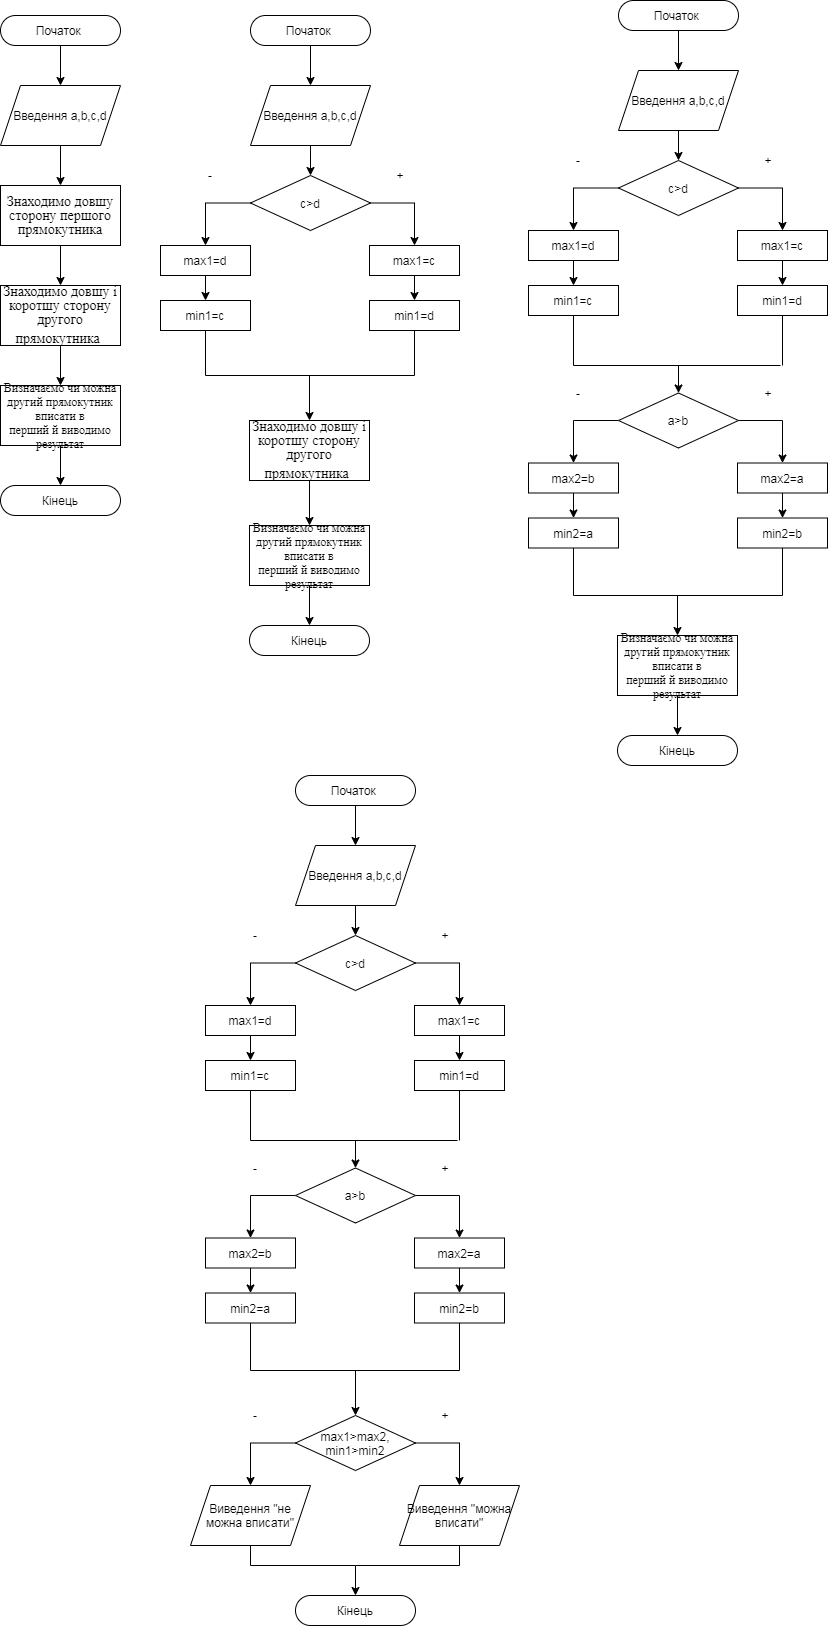 Початок
Введення a,b,c,d
Знаходимо довшу
сторону першого
прямокутника
Знаходимо довшу і
коротшу сторону
другого
прямокутника
Визначаємо чи можна
другий прямокутник
вписати в
перший й виводимо
результат
Кінець
Початок
Введення a,b,c,d
-
+
c>d
max1=d
max1=c
min1=c
min1=d
Знаходимо довшу і
коротшу сторону
другого
прямокутника
Визначаємо чи можна
другий прямокутник
вписати в
перший й виводимо
результат
Кінець
Початок
Введення a,b,c,d
-
+
c>d
max1=d
max1=c
min1=c
min1=d
-
+
a>b
max2=b
max2=a
min2=a
min2=b
Визначаємо чи можна
другий прямокутник
вписати в
перший й виводимо
результат
Кінець
Початок
Введення a,b,c,d
-
+
c>d
max1=d
max1=c
min1=c
min1=d
-
+
a>b
max2=b
max2=a
min2=a
min2=b
-
+
max1>max2,
min1>min2
Виведення "не
можна вписати"
Виведення "можна
вписати"
Кінець